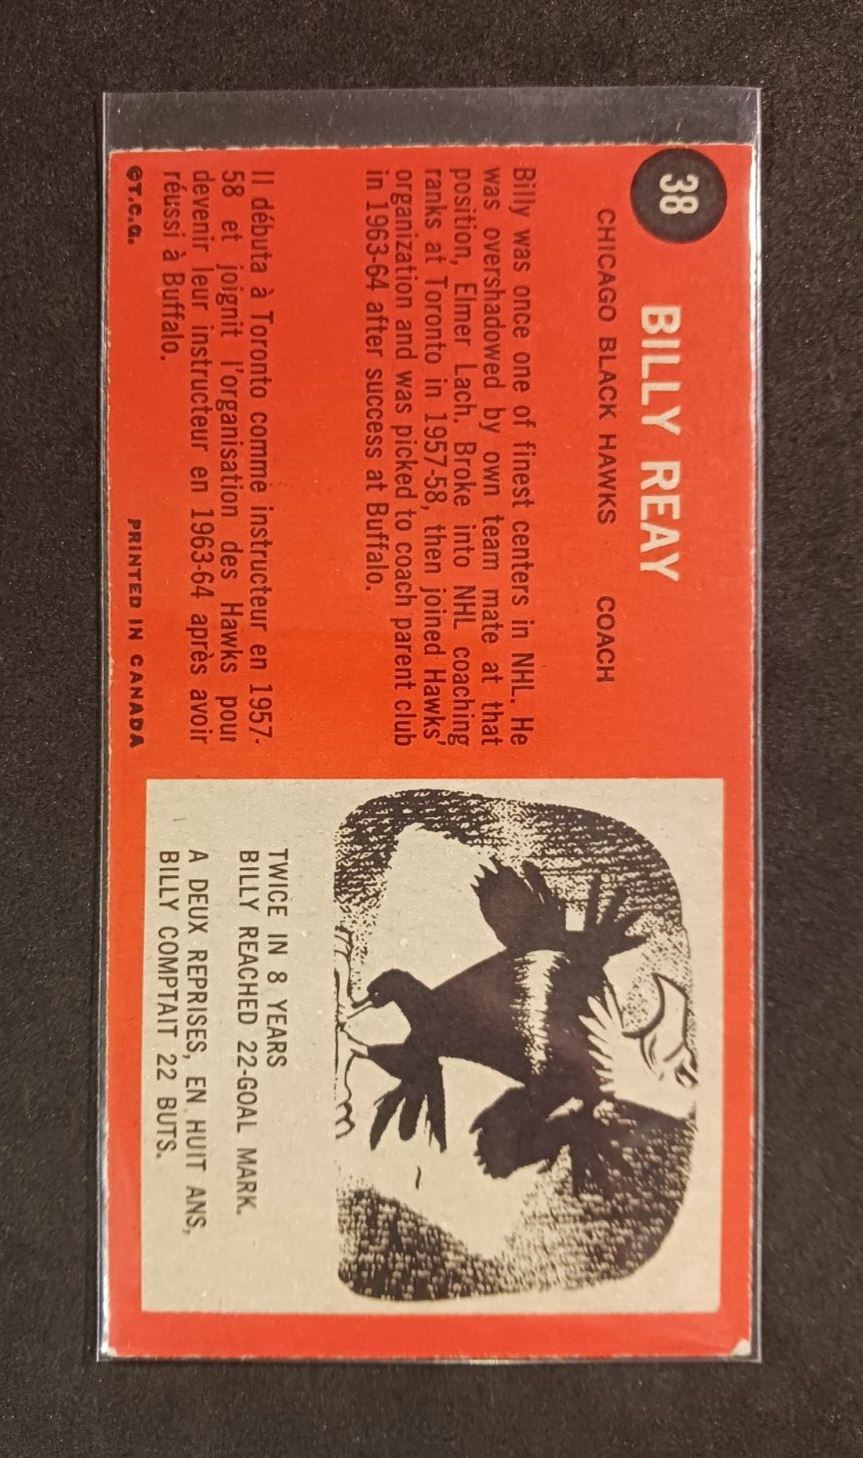 38
BILLY REAY
CHICAGO BLACK HAWKS COACH
Billy was once one of finest centers in NHL. He
was overshadowed by own team mate at that
position, Elmer Lach. Broke into NHL coaching
ranks at Toronto in 1957-58, then joined Hawks'
organization and was picked to coach parent club
in 1963-64 after success at Buffalo.
Il débuta à Toronto comme instructeur en 1957-
58 et joignit l'organisation des Hawks pour
devenir leur instructeur en 1963-64 après avoir
réussi à Buffalo.
©T.C.G. PRINTED IN CANADA
TWICE IN 8 YEARS
BILLY REACHED 22-GOAL MARK.
A DEUX REPRISES, EN HUIT ANS,
BILLY COMPTAIT 22 BUTS.